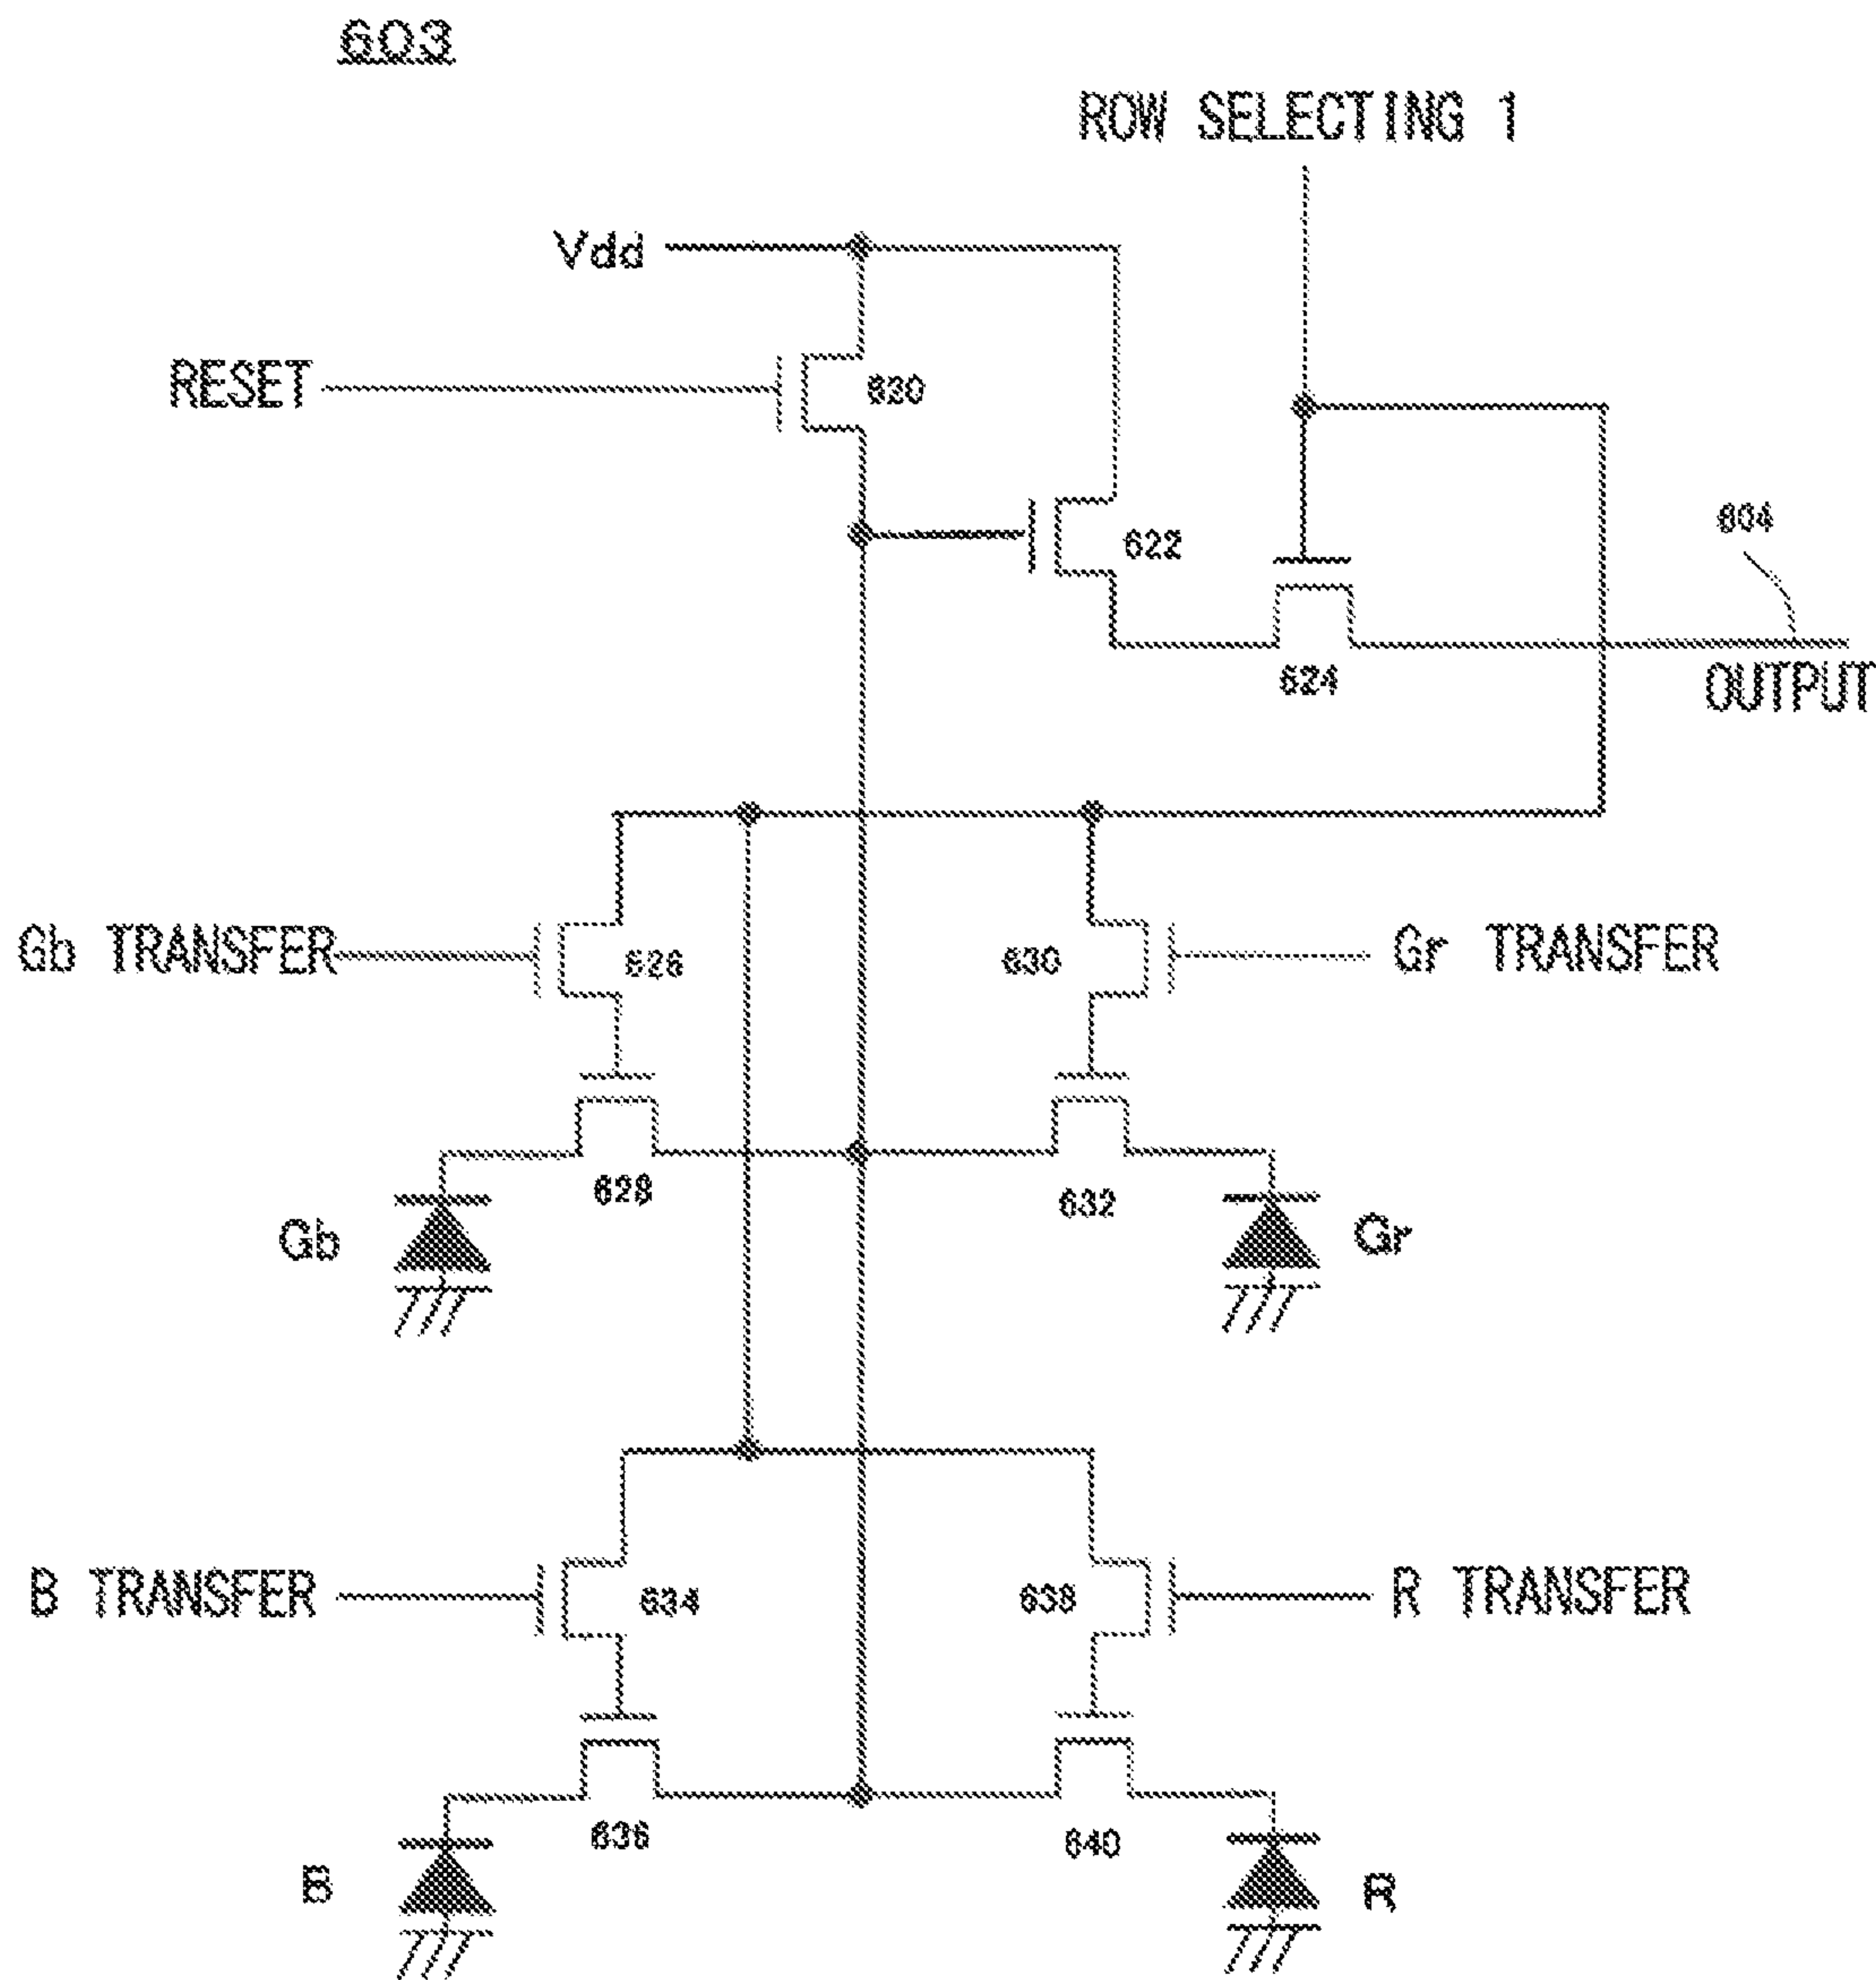 603
ROW SELECTING 1
Vdd
RESET
620
622
604
624
OUTPUT
Gb TRANSFER
626
630
Gr TRANSFER
628
632
Gb
Gr
B TRANSFER
634
638
R TRANSFER
636
640
B
R